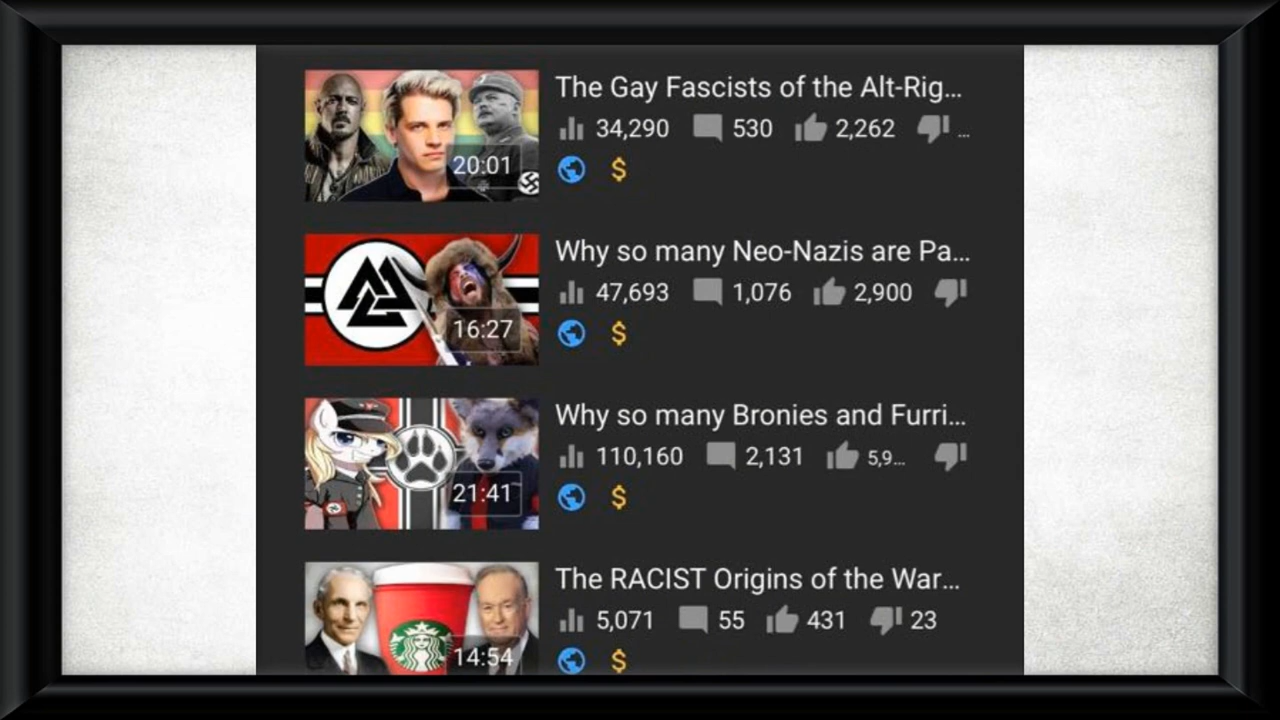 The Gay Fascists of the Alt-Rig...
34,290 530 2,262 ...
20:01
$
Why so many Neo-Nazis are Pa...
47,693 1,076 2,900
16:27
$
Why so many Bronies and Furri...
110,160 2,131 5,9...
21:41
$
The RACIST Origins of the War...
5,071 55 431 23
14:54
$